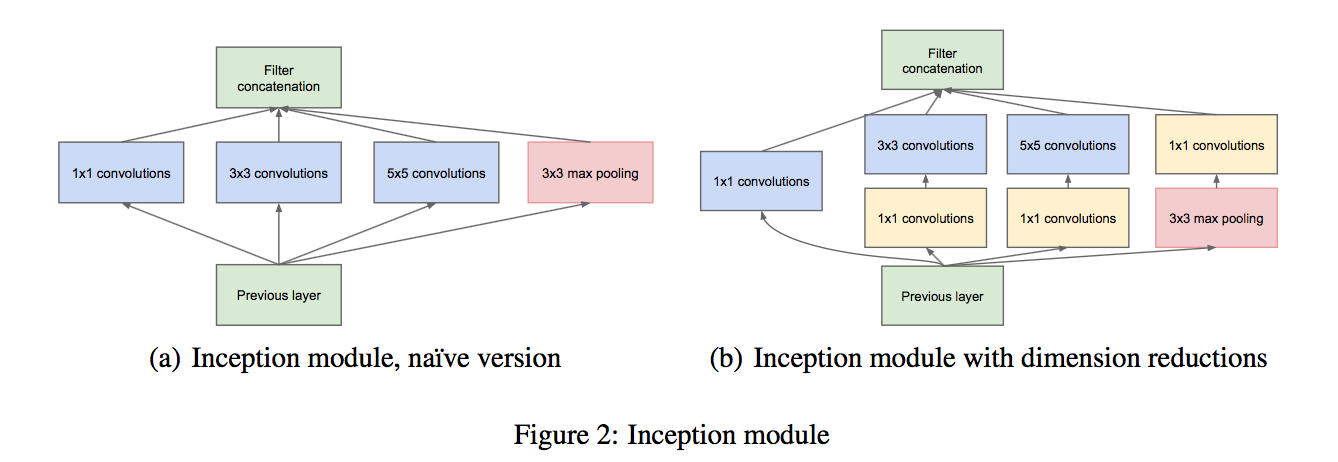 Filter
concatenation
1x1 convolutions
3x3 convolutions
5x5 convolutions
3x3 max pooling
Previous layer
(a) Inception module, naïve version
Filter
concatenation
3x3 convolutions
5x5 convolutions
1x1 convolutions
1x1 convolutions
1x1 convolutions
1x1 convolutions
3x3 max pooling
Previous layer
(b) Inception module with dimension reductions
Figure 2: Inception module